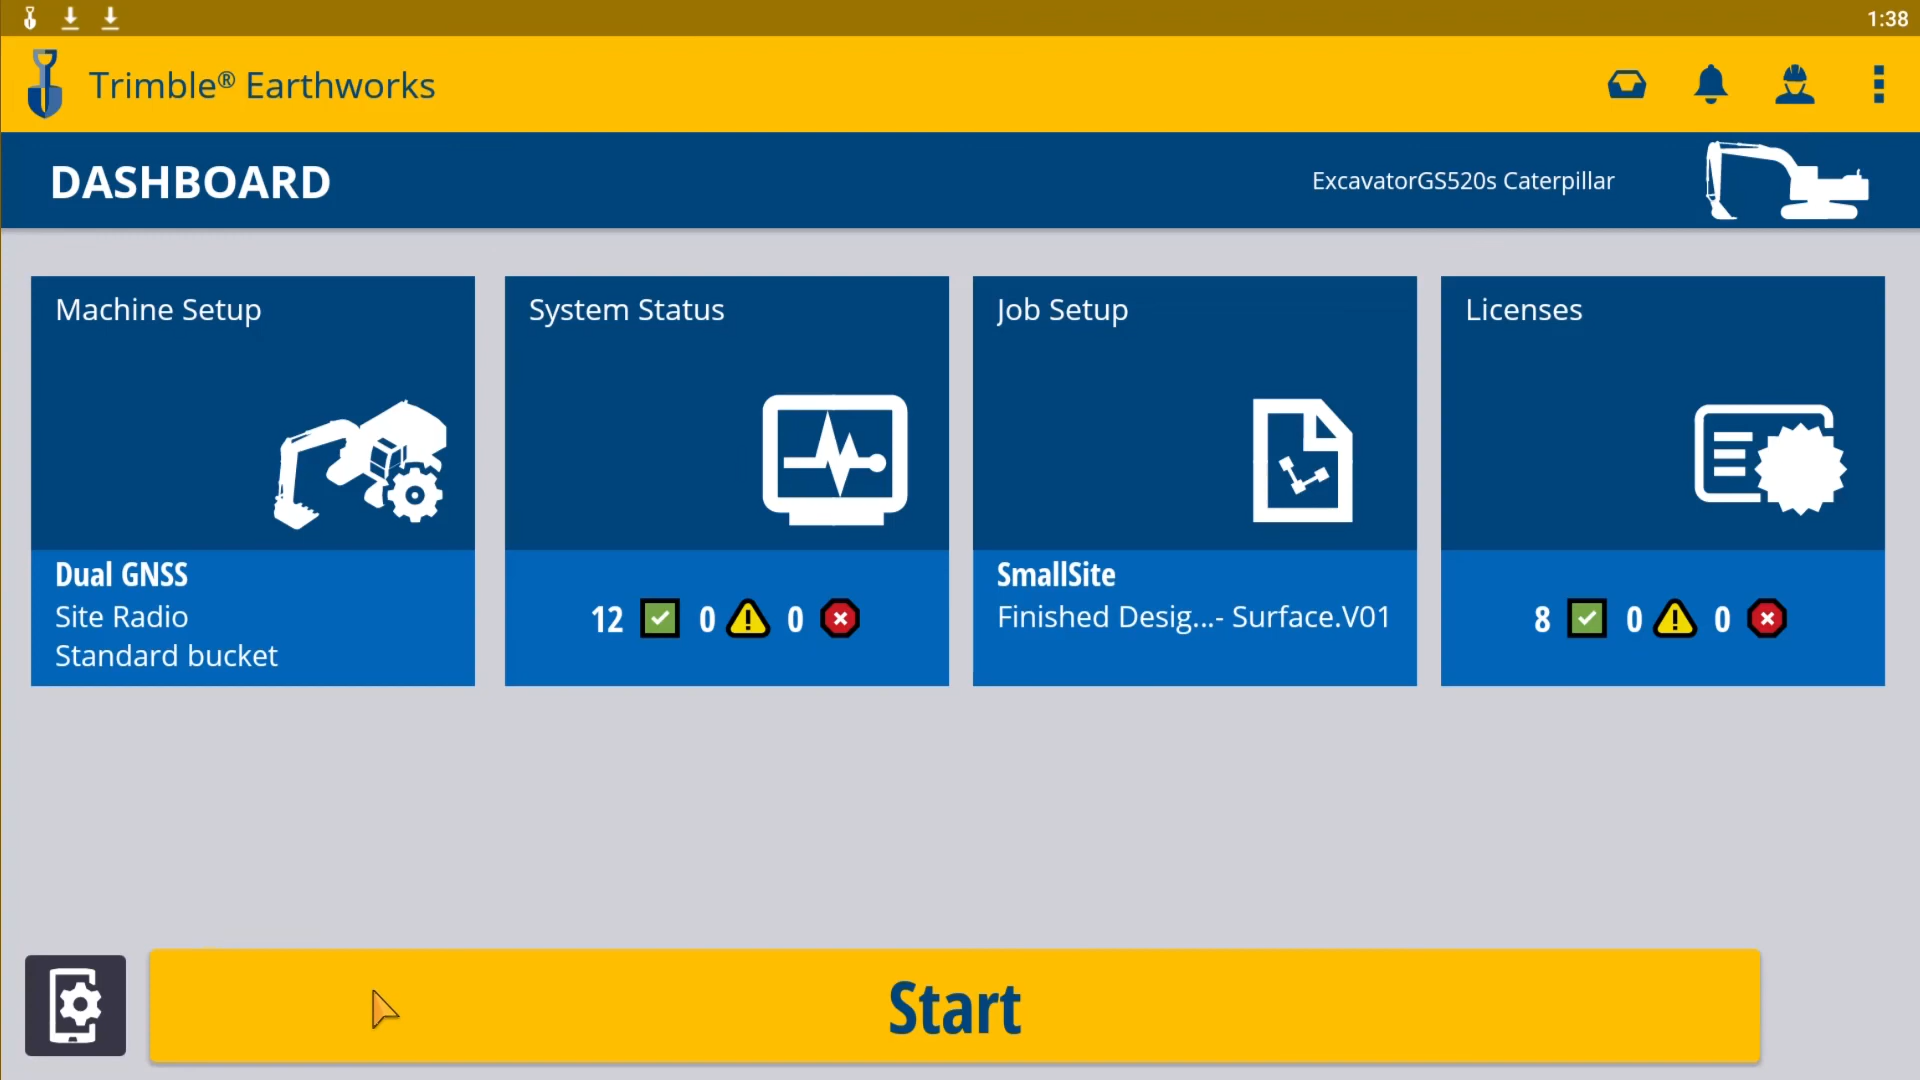 1:38
Trimble® Earthworks
DASHBOARD
ExcavatorGS520s Caterpillar
Machine Setup
Dual GNSS
Site Radio
Standard bucket
System Status
12 0 0
Job Setup
SmallSite
Finished Desig...- Surface.V01
Licenses
8 0 0
Start